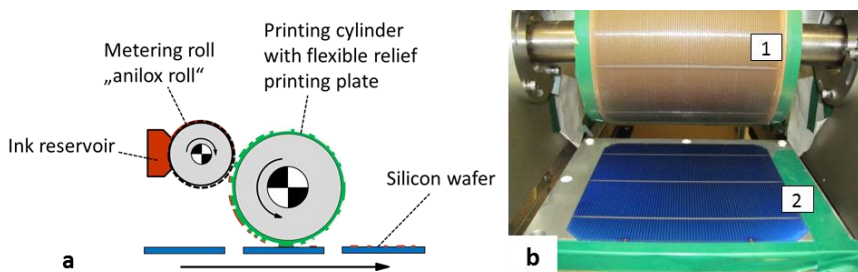 Metering roll
„anilox roll“
Printing cylinder
with flexible relief
printing plate
Ink reservoir
Silicon wafer
a
1
2
b